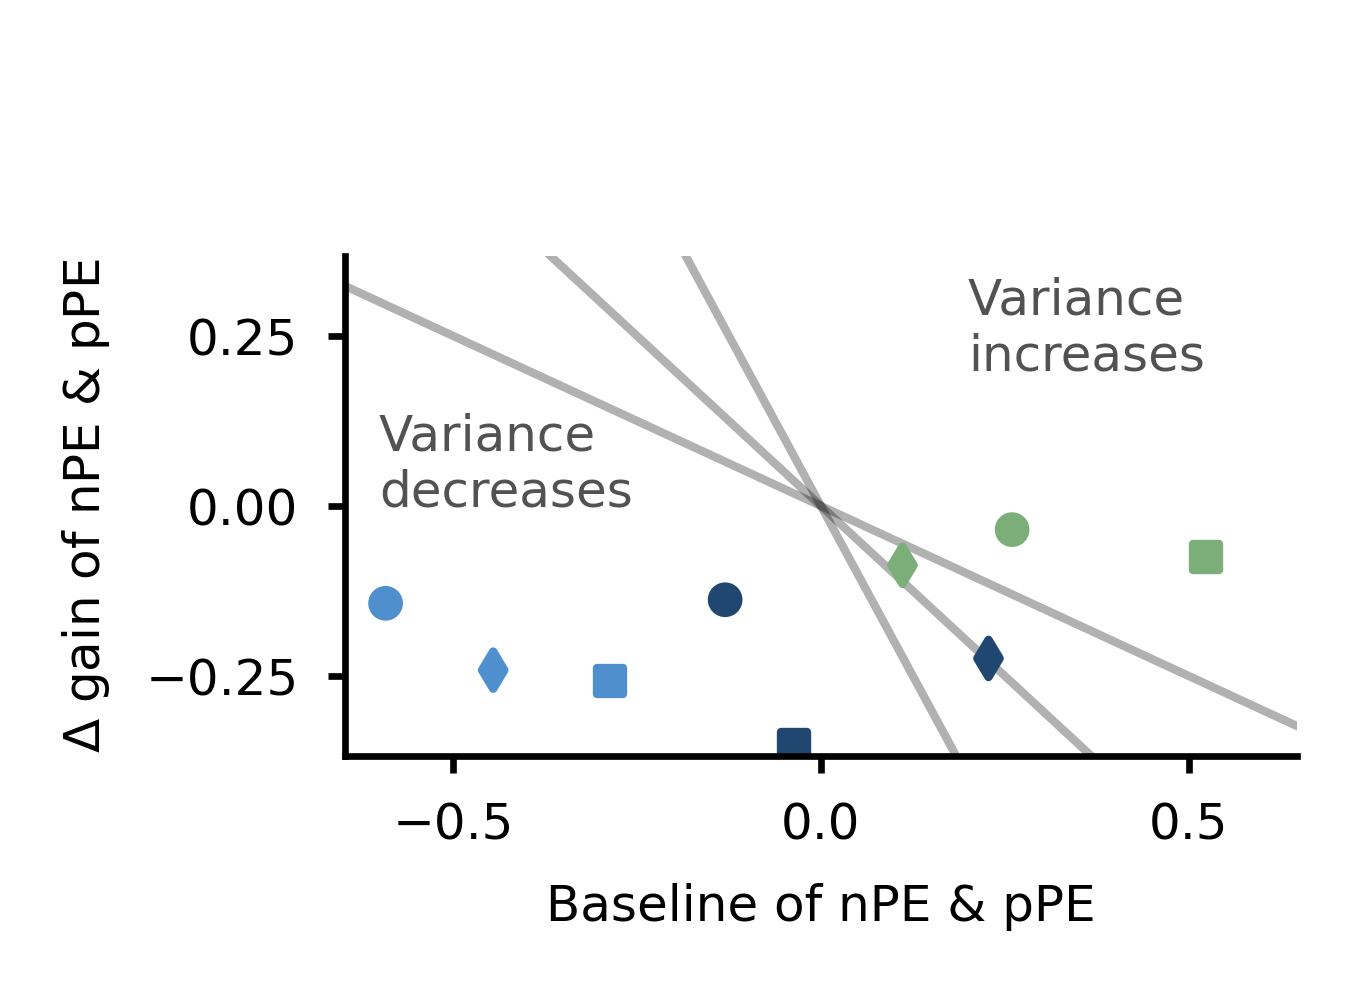 Δ gain of nPE & pPE
0.25
0.00
−0.25
Variance
increases
Variance
decreases
−0.5
0.0
0.5
Baseline of nPE & pPE